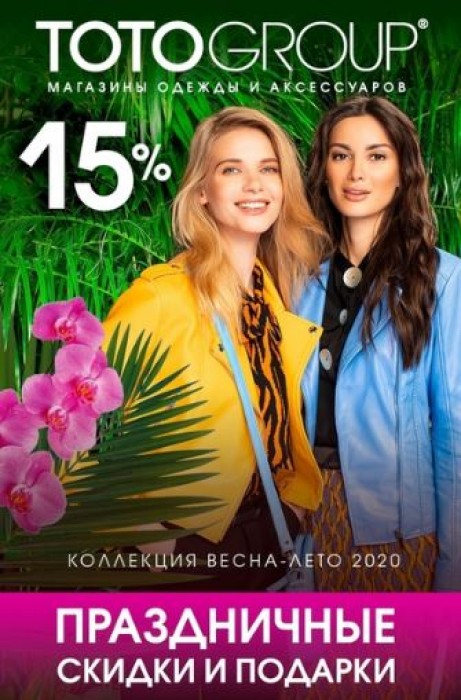 TOTOGROUP®
МАГАЗИНЫ ОДЕЖДЫ И АКСЕССУАРОВ
15%
КОЛЛЕКЦИЯ ВЕСНА-ЛЕТО 2020
ПРАЗДНИЧНЫЕ
СКИДКИ И ПОДАРКИ